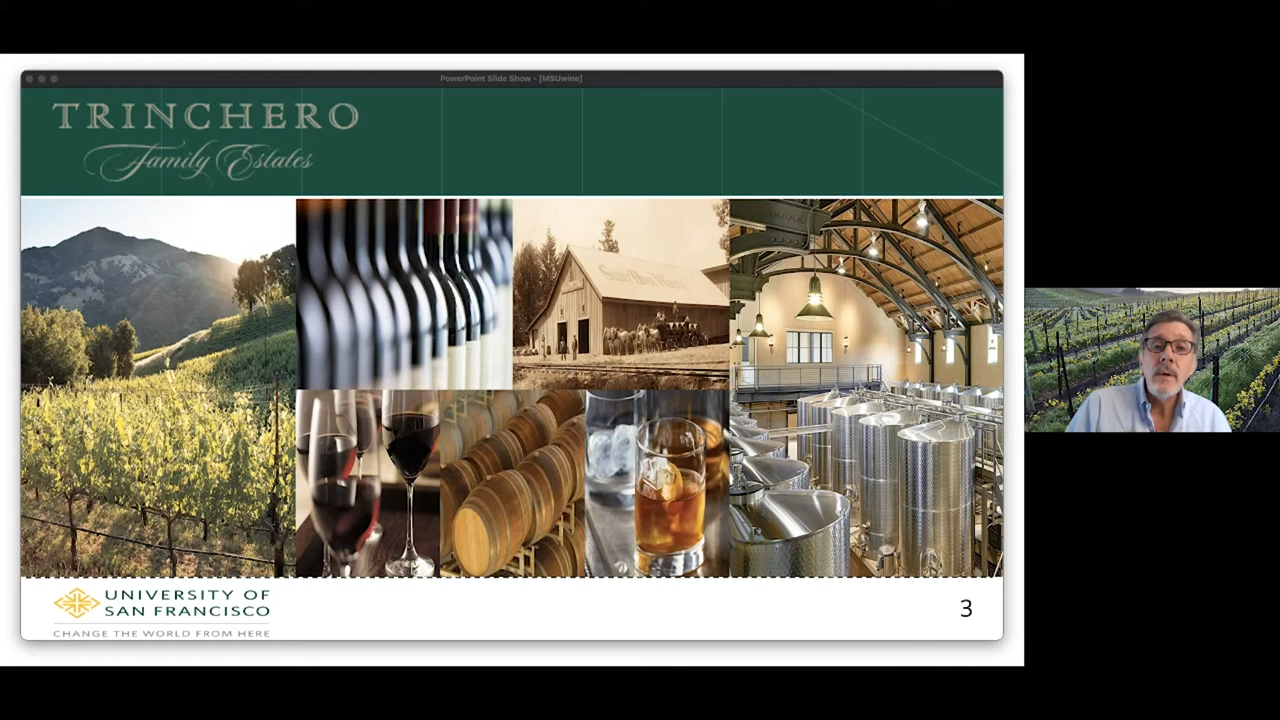 PowerPoint Slide Show - [MSUwine]
TRINCHERO
Family Estates
UNIVERSITY OF
SAN FRANCISCO
CHANGE THE WORLD FROM HERE
3